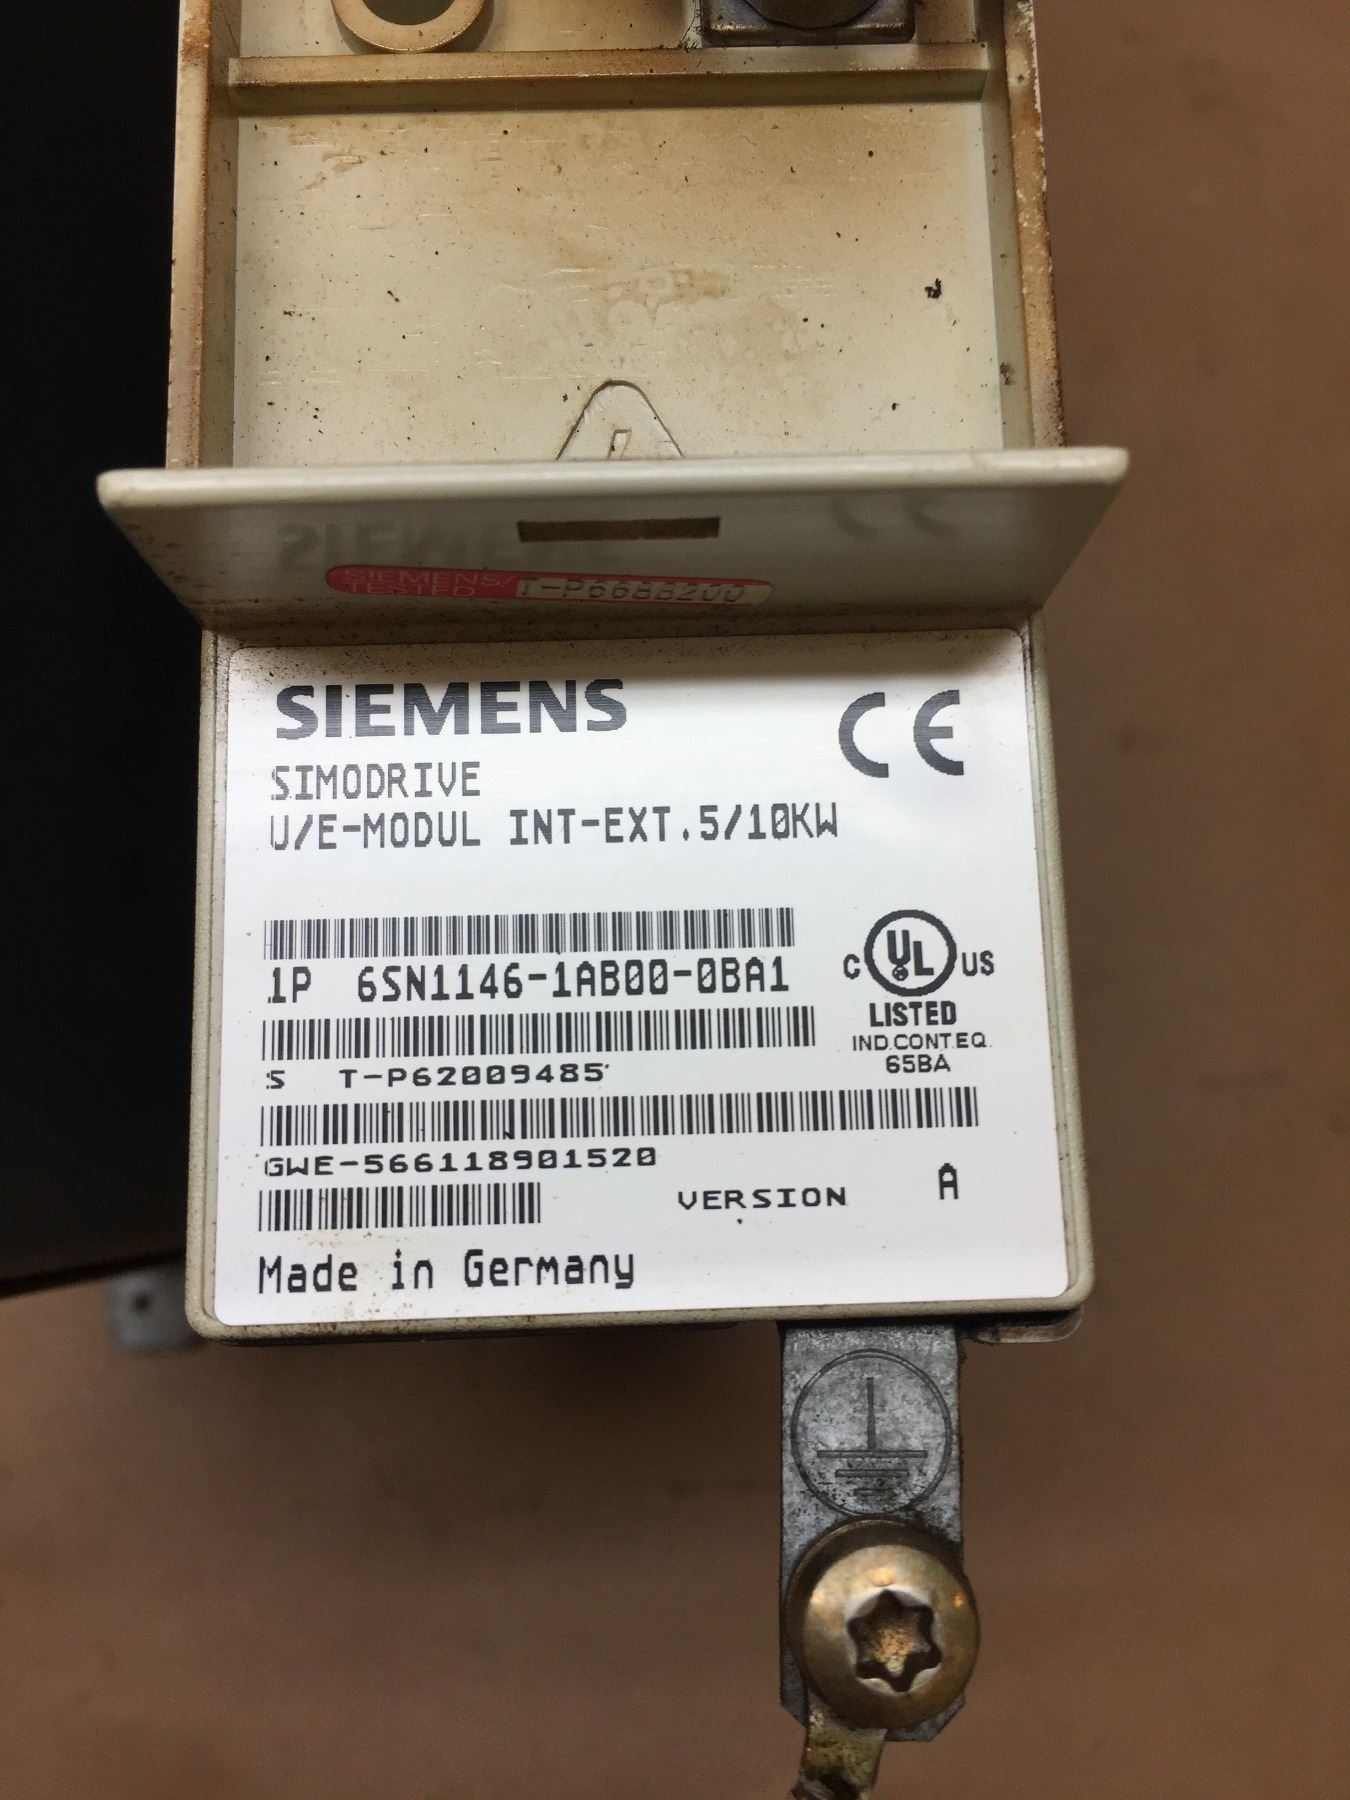 SIEMENS/
TESTED T-P6688200
SIEMENS CE
SIMODRIVE
U/E-MODUL INT-EXT.5/10KW
1P 6SN1146-1AB00-0BA1
C UL US
LISTED
IND.CONT.EQ.
65BA
S T-P62009485
GWE-566118901520
VERSION A
Made in Germany